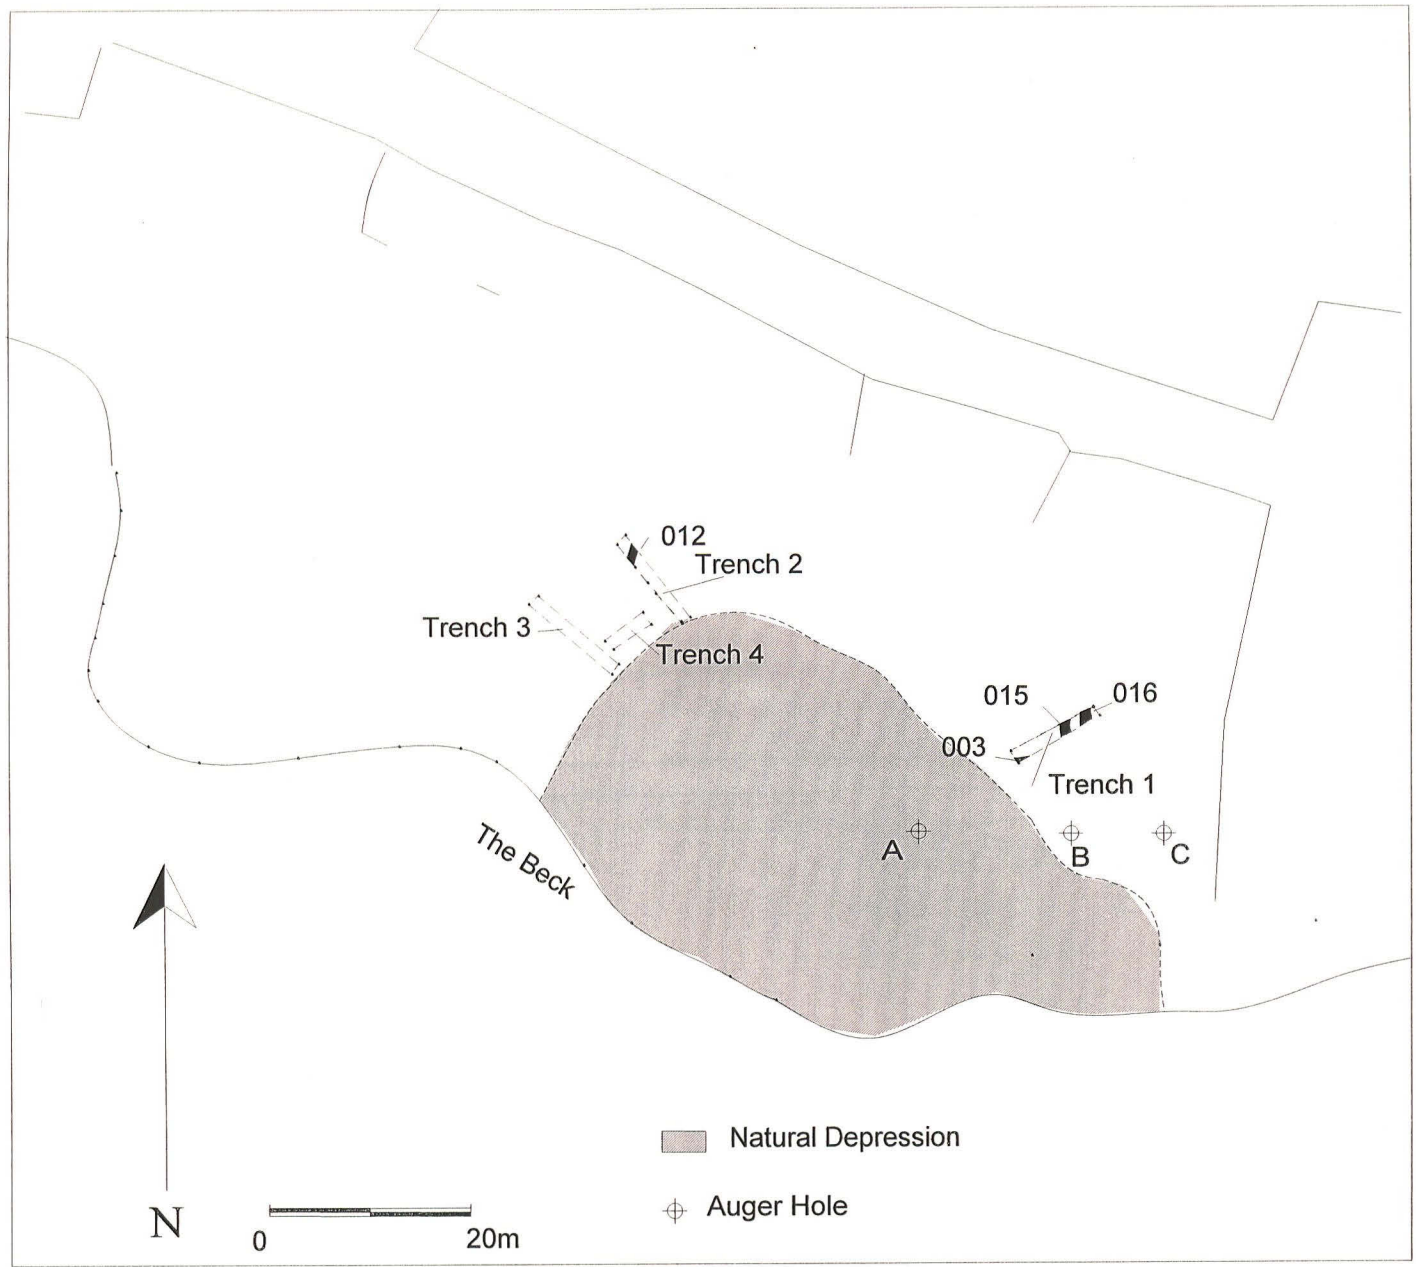 012
Trench 2
Trench 3
Trench 4
015
016
003
Trench 1
A
B
C
The Beck
Natural Depression
Auger Hole
N
0
20m